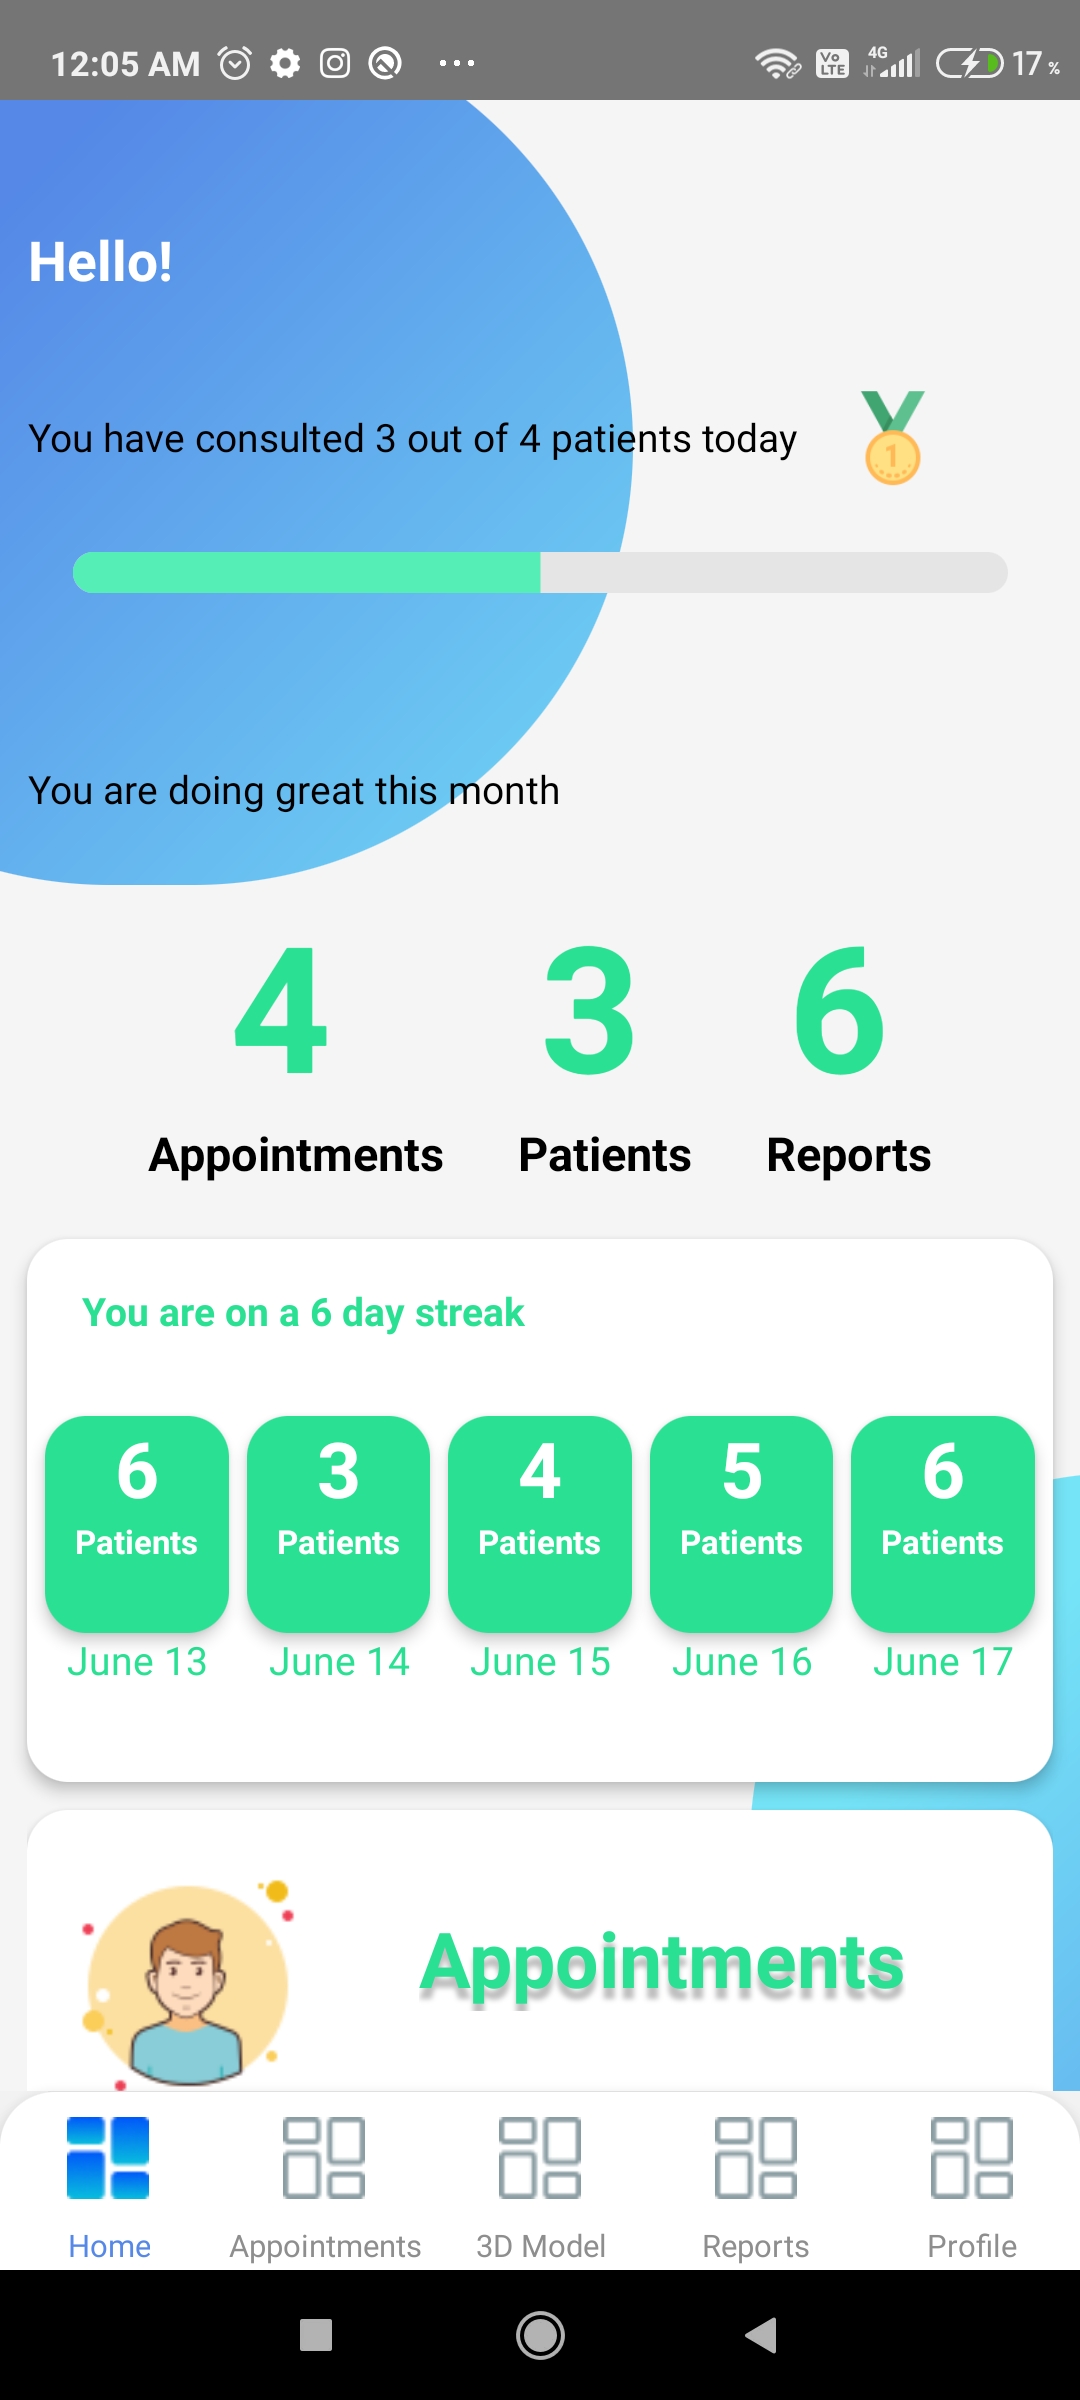 12:05 AM ... Vo LTE 4G 17 %
Hello!
You have consulted 3 out of 4 patients today
1
You are doing great this month
4 3 6
Appointments Patients Reports
You are on a 6 day streak
6 3 4 5 6
Patients Patients Patients Patients Patients
June 13 June 14 June 15 June 16 June 17
Appointments
Home Appointments 3D Model Reports Profile